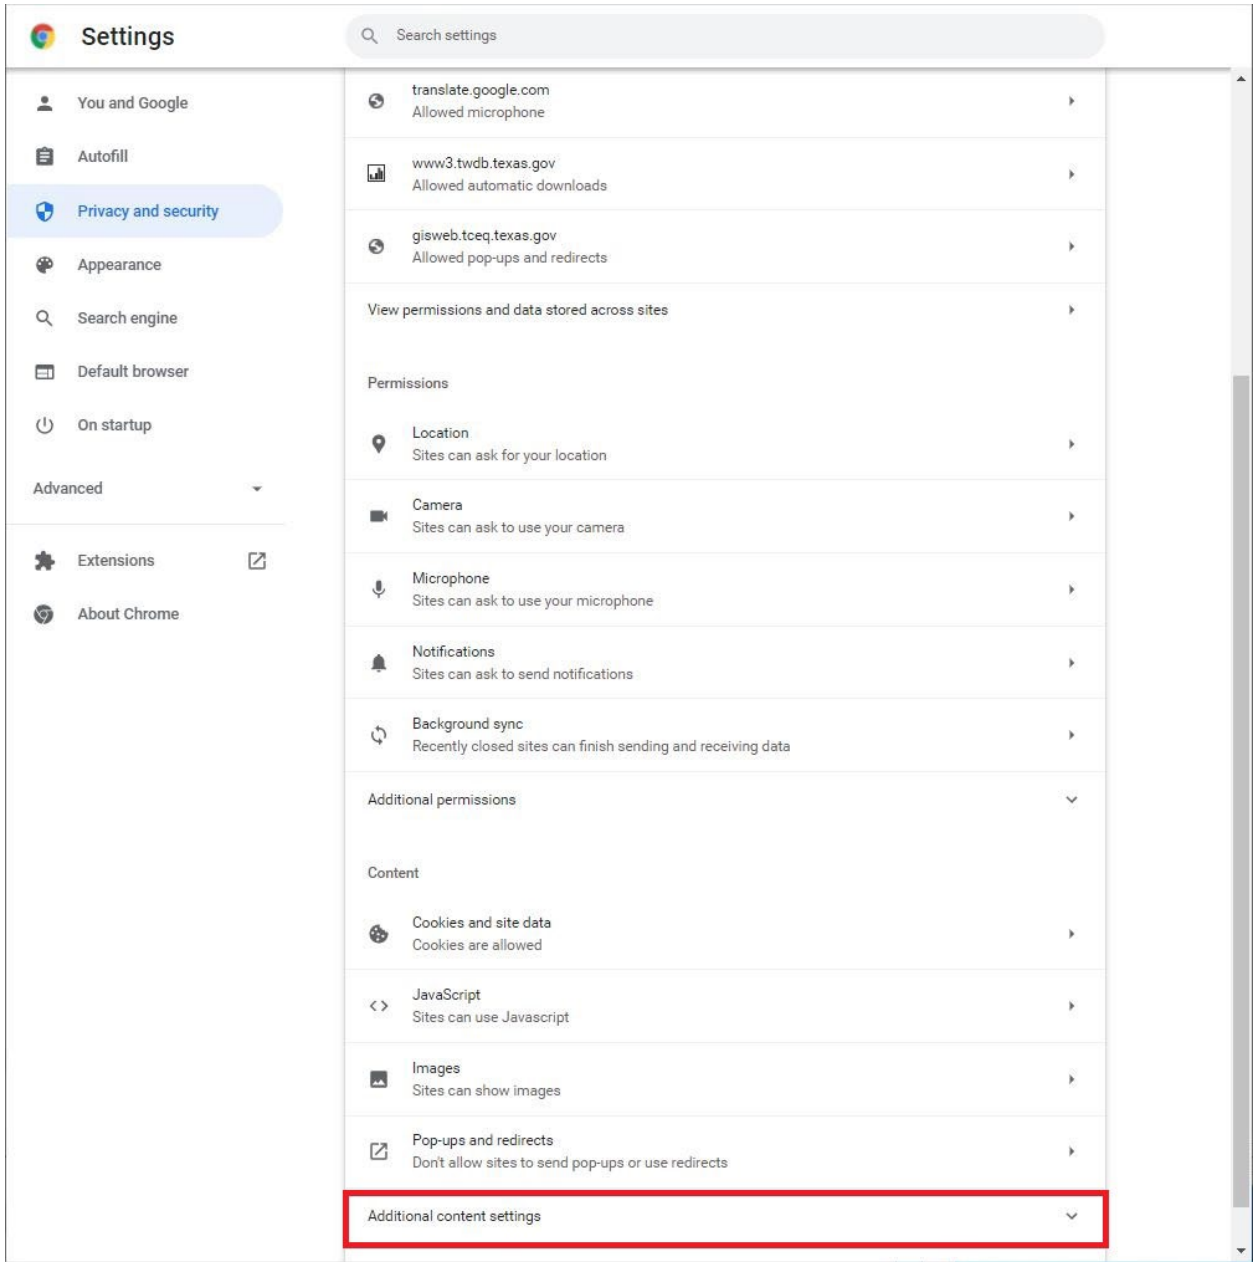 Settings
Search settings
You and Google
Autofill
Privacy and security
Appearance
Search engine
Default browser
On startup
Advanced
Extensions
About Chrome
translate.google.com
Allowed microphone
www3.twdb.texas.gov
Allowed automatic downloads
gisweb.tceq.texas.gov
Allowed pop-ups and redirects
View permissions and data stored across sites
Permissions
Location
Sites can ask for your location
Camera
Sites can ask to use your camera
Microphone
Sites can ask to use your microphone
Notifications
Sites can ask to send notifications
Background sync
Recently closed sites can finish sending and receiving data
Additional permissions
Content
Cookies and site data
Cookies are allowed
JavaScript
Sites can use Javascript
Images
Sites can show images
Pop-ups and redirects
Don't allow sites to send pop-ups or use redirects
Additional content settings